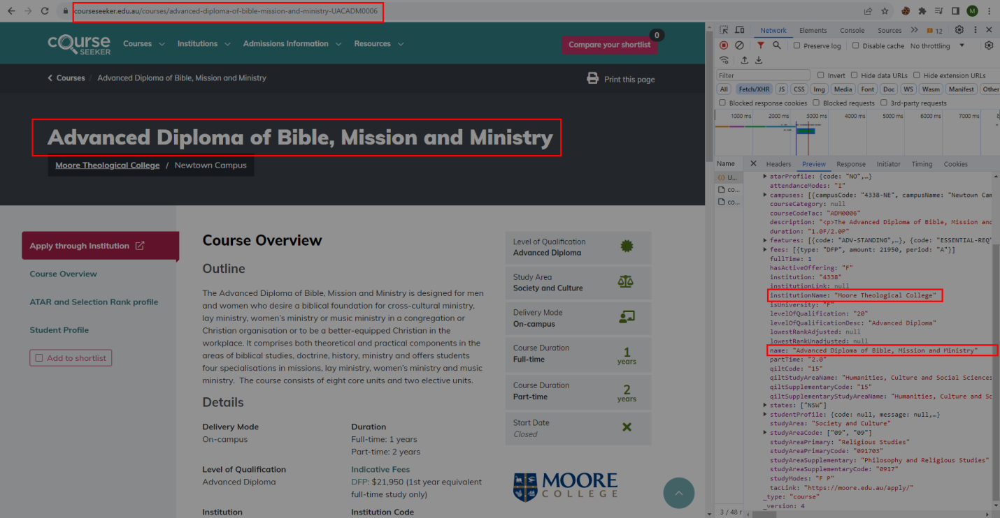 courseseeker.edu.au/courses/advanced-diploma-of-bible-mission-and-ministry-UACADM0006
M
cOurse
SEEKER
Courses
Institutions
Admissions Information
Resources
Compare your shortlist
0
Courses / Advanced Diploma of Bible, Mission and Ministry
Print this page
Advanced Diploma of Bible, Mission and Ministry
Moore Theological College / Newtown Campus
Apply through Institution
Course Overview
ATAR and Selection Rank profile
Student Profile
Add to shortlist
Course Overview
Outline
The Advanced Diploma of Bible, Mission and Ministry is designed for men
and women who desire a biblical foundation for cross-cultural ministry,
lay ministry, women's ministry or music ministry in a congregation or
Christian organisation or to be a better-equipped Christian in the
workplace. It comprises both theoretical and practical components in the
areas of biblical studies, doctrine, history, ministry and offers students
four specialisations in missions, lay ministry, women's ministry and music
ministry. The course consists of eight core units and two elective units.
Details
Delivery Mode
On-campus
Duration
Full-time: 1 years
Part-time: 2 years
Level of Qualification
Advanced Diploma
Indicative Fees
DFP: $21,950 (1st year equivalent
full-time study only)
Institution
Institution Code
Level of Qualification
Advanced Diploma
Study Area
Society and Culture
Delivery Mode
On-campus
Course Duration
Full-time
1
years
Course Duration
Part-time
2
years
Start Date
Closed
MOORE
COLLEGE
Network Elements Console Sources 12
Preserve log Disable cache No throttling
Filter Invert Hide data URLs Hide extension URLs
All Fetch/XHR JS CSS Img Media Font Doc WS Wasm Manifest Other
Blocked response cookies Blocked requests 3rd-party requests
1000 ms 2000 ms 3000 ms 4000 ms 5000 ms 6000 ms 7000 ms
Name Headers Preview Response Initiator Timing Cookies
U...
co...
co...
atarProfile: {code: "NO",…}
attendanceModes: "I"
campuses: [{campusCode: "4338-NE", campusName: "Newtown Cam
courseCategory: null
courseCodeTac: "ADM0006"
description: "<p>The Advanced Diploma of Bible, Mission and
duration: "1.0F/2.0P"
features: [{code: "ADV-STANDING",…}, {code: "ESSENTIAL-REQ"
fees: [{type: "DFP", amount: 21950, period: "A"}]
fullTime: 1
hasActiveOffering: "F"
institution: "4338"
institutionLink: null
institutionName: "Moore Theological College"
isUniversity: "F"
levelOfQualification: "20"
levelOfQualificationDesc: "Advanced Diploma"
lowestRankAdjusted: null
lowestRankUnadjusted: null
name: "Advanced Diploma of Bible, Mission and Ministry"
partTime: "2.0"
qiltCode: "15"
qiltStudyAreaName: "Humanities, Culture and Social Sciences
qiltSupplementaryCode: "15"
qiltSupplementaryStudyAreaName: "Humanities, Culture and So
states: ["NSW"]
studentProfile: {code: null, message: null,…}
studyArea: "Society and Culture"
studyAreaCode: ["09", "09"]
studyAreaPrimary: "Religious Studies"
studyAreaPrimaryCode: "091703"
studyAreaSupplementary: "Philosophy and Religious Studies"
studyAreaSupplementaryCode: "0917"
studyModes: "F P"
tacLink: "https://moore.edu.au/apply/"
_type: "course"
_version: 4
3 / 48 r